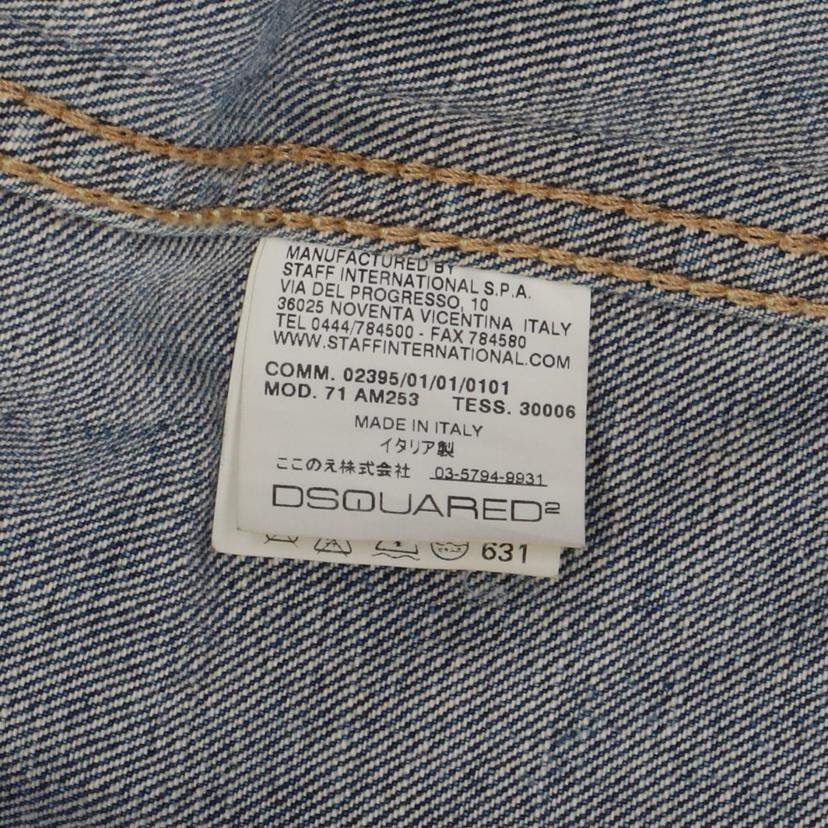 MANUFACTURED BY
STAFF INTERNATIONAL S.P.A.
VIA DEL PROGRESSO, 10
36025 NOVENTA VICENTINA ITALY
TEL 0444/784500 - FAX 784580
WWW.STAFFINTERNATIONAL.COM
COMM. 02395/01/01/0101
MOD. 71 AM253 TESS. 30006
MADE IN ITALY
イタリア製
ここのえ株式会社 03-5794-9931
DSQUARED²
631